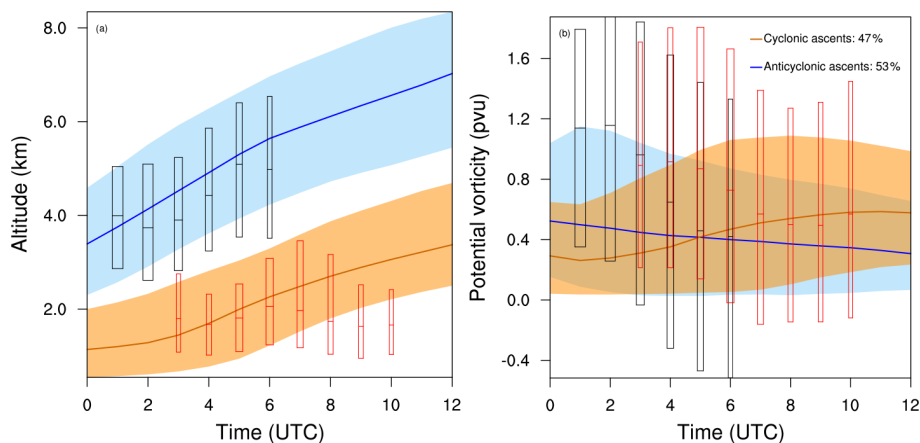 (a)
8.0
6.0
4.0
2.0
Altitude (km)
0 2 4 6 8 10 12
Time (UTC)
(b)
Cyclonic ascents: 47%
Anticyclonic ascents: 53%
1.6
1.2
0.8
0.4
0.0
-0.4
Potential vorticity (pvu)
0 2 4 6 8 10 12
Time (UTC)